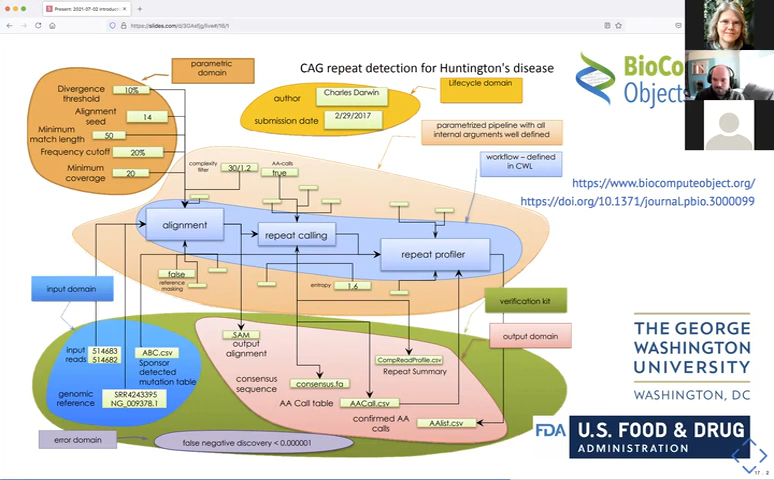 Present: 2021-07-02 introduct
https://slides.com/d/3GAsfjg/live#/16/1
CAG repeat detection for Huntington's disease
parametric
domain
Divergence
threshold
10%
Alignment
seed
14
Minimum
match length
50
Frequency cutoff
20%
Minimum
coverage
20
Lifecycle domain
author
Charles Darwin
submission date
2/29/2017
BioCom
Objects
parametrized pipeline with all
internal arguments well defined
workflow – defined
in CWL
complexity
filter
30/1.2
AA-calls
true
https://www.biocomputeobject.org/
https://doi.org/10.1371/journal.pbio.3000099
alignment
repeat calling
repeat profiler
false
reference
masking
entropy
1.6
input domain
verification kit
output domain
input
reads
514683
514682
ABC.csv
Sponsor
detected
mutation table
genomic
reference
SRR4243395
NG_009378.1
.SAM
output
alignment
consensus
sequence
consensus.fa
CompReadProfile.csv
Repeat Summary
AA Call table
AACall.csv
confirmed AA
calls
AAlist.csv
error domain
false negative discovery < 0.000001
THE GEORGE
WASHINGTON
UNIVERSITY
WASHINGTON, DC
FDA
U.S. FOOD & DRUG
ADMINISTRATION
17 . 2